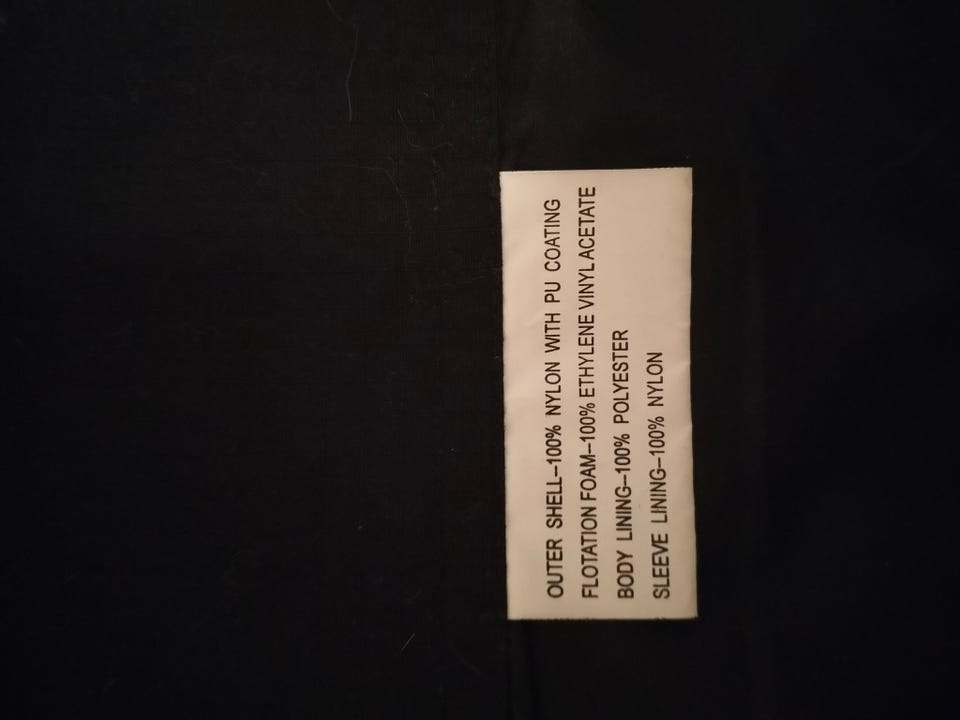 OUTER SHELL–100% NYLON WITH PU COATING
FLOTATION FOAM–100% ETHYLENE VINYL ACETATE
BODY LINING–100% POLYESTER
SLEEVE LINING–100% NYLON